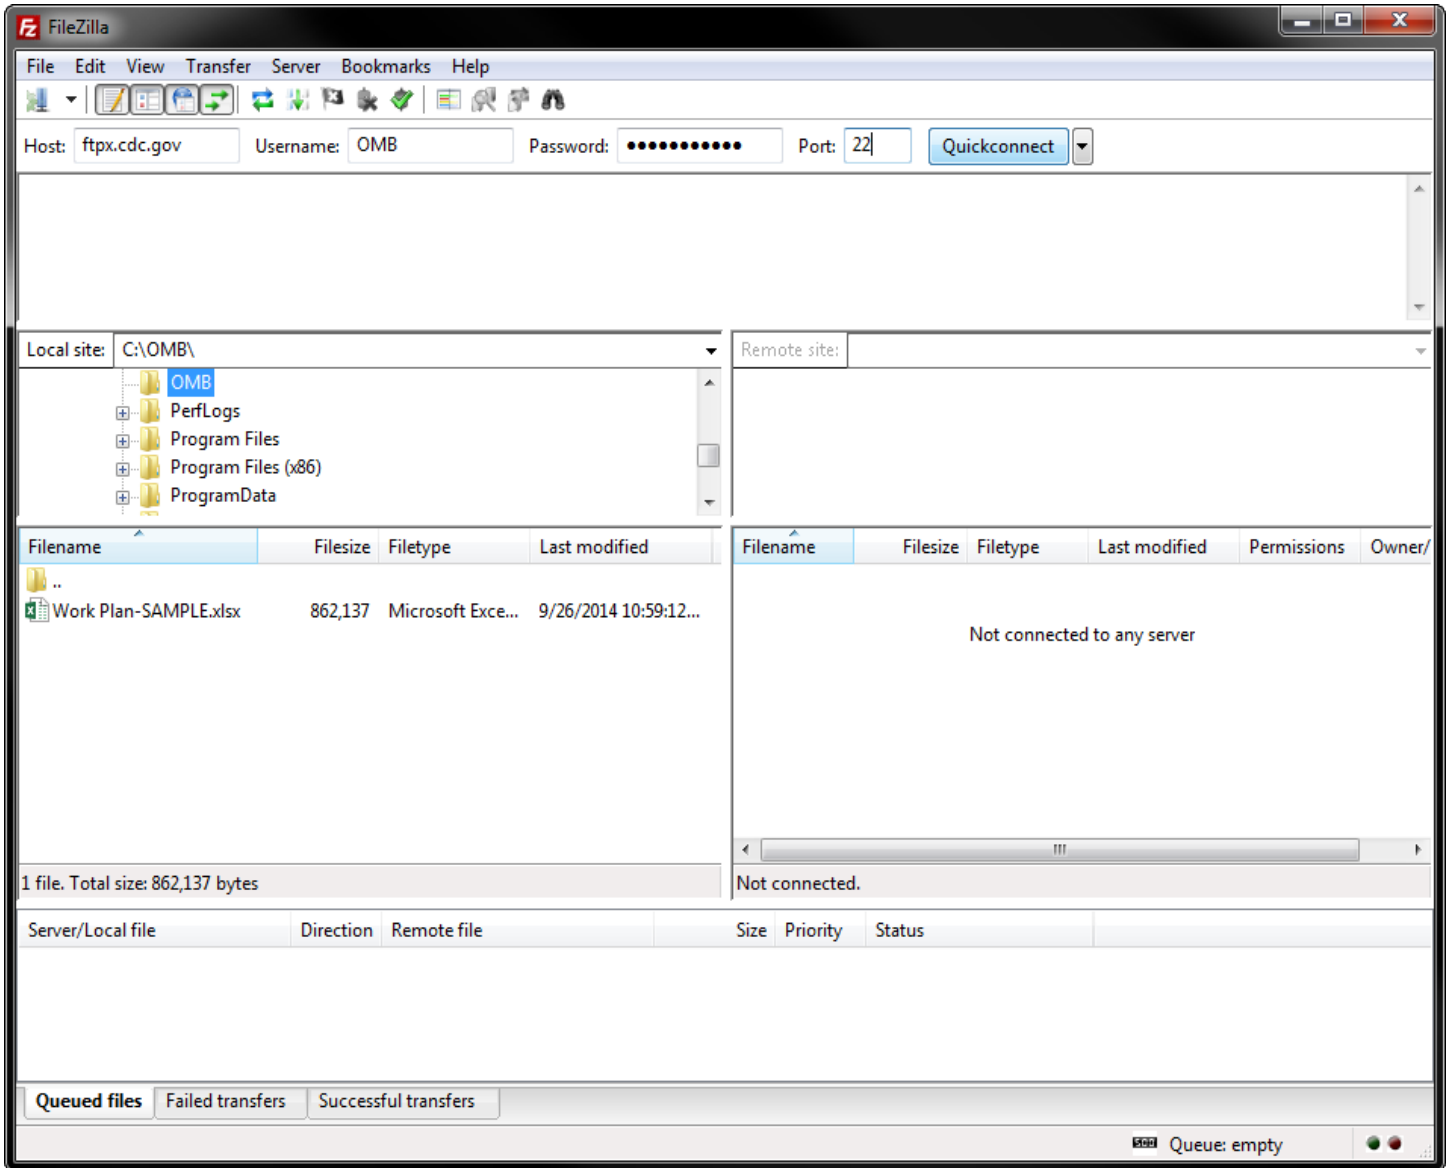 FileZilla
File Edit View Transfer Server Bookmarks Help
Host: ftpx.cdc.gov Username: OMB Password: ●●●●●●●●●●● Port: 22 Quickconnect
Local site: C:\OMB\
Remote site:
OMB
PerfLogs
Program Files
Program Files (x86)
ProgramData
Filename Filesize Filetype Last modified
..
Work Plan-SAMPLE.xlsx 862,137 Microsoft Exce... 9/26/2014 10:59:12...
1 file. Total size: 862,137 bytes
Filename Filesize Filetype Last modified Permissions Owner/
Not connected to any server
Not connected.
Server/Local file Direction Remote file Size Priority Status
Queued files Failed transfers Successful transfers
Queue: empty